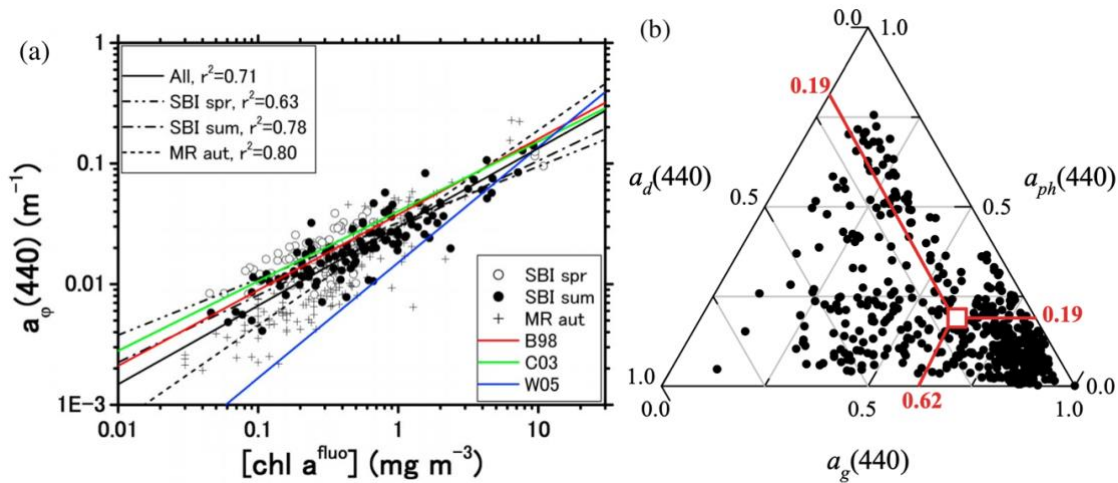 (a)
1
0.1
0.01
1E-3
aφ(440) (m⁻¹)
All, r²=0.71
SBI spr, r²=0.63
SBI sum, r²=0.78
MR aut, r²=0.80
SBI spr
SBI sum
MR aut
B98
C03
W05
0.01 0.1 1 10
[chl a^fluo] (mg m⁻³)
(b)
0.0 1.0
0.19
a_d(440) a_ph(440)
0.5 0.5
0.19
1.0 0.0
0.62
0.0 0.5 1.0
a_g(440)